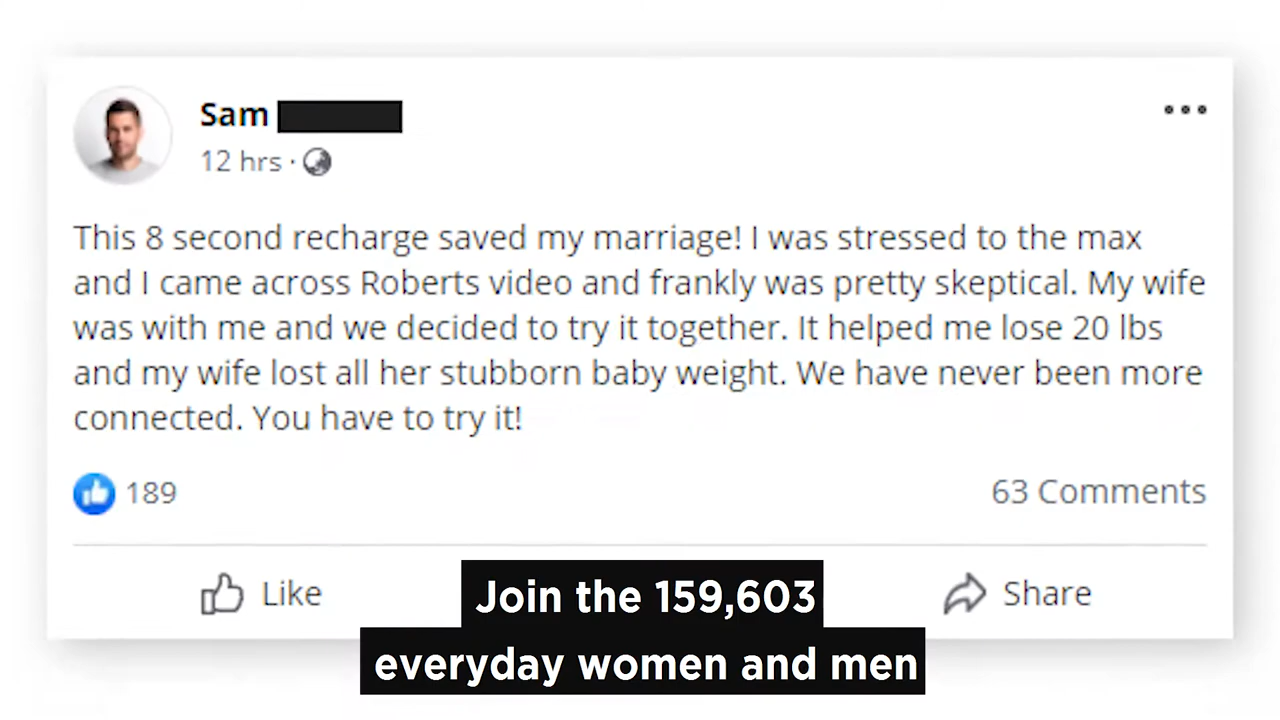 Sam
12 hrs ·
This 8 second recharge saved my marriage! I was stressed to the max
and I came across Roberts video and frankly was pretty skeptical. My wife
was with me and we decided to try it together. It helped me lose 20 lbs
and my wife lost all her stubborn baby weight. We have never been more
connected. You have to try it!
189
63 Comments
Like
Share
Join the 159,603
everyday women and men